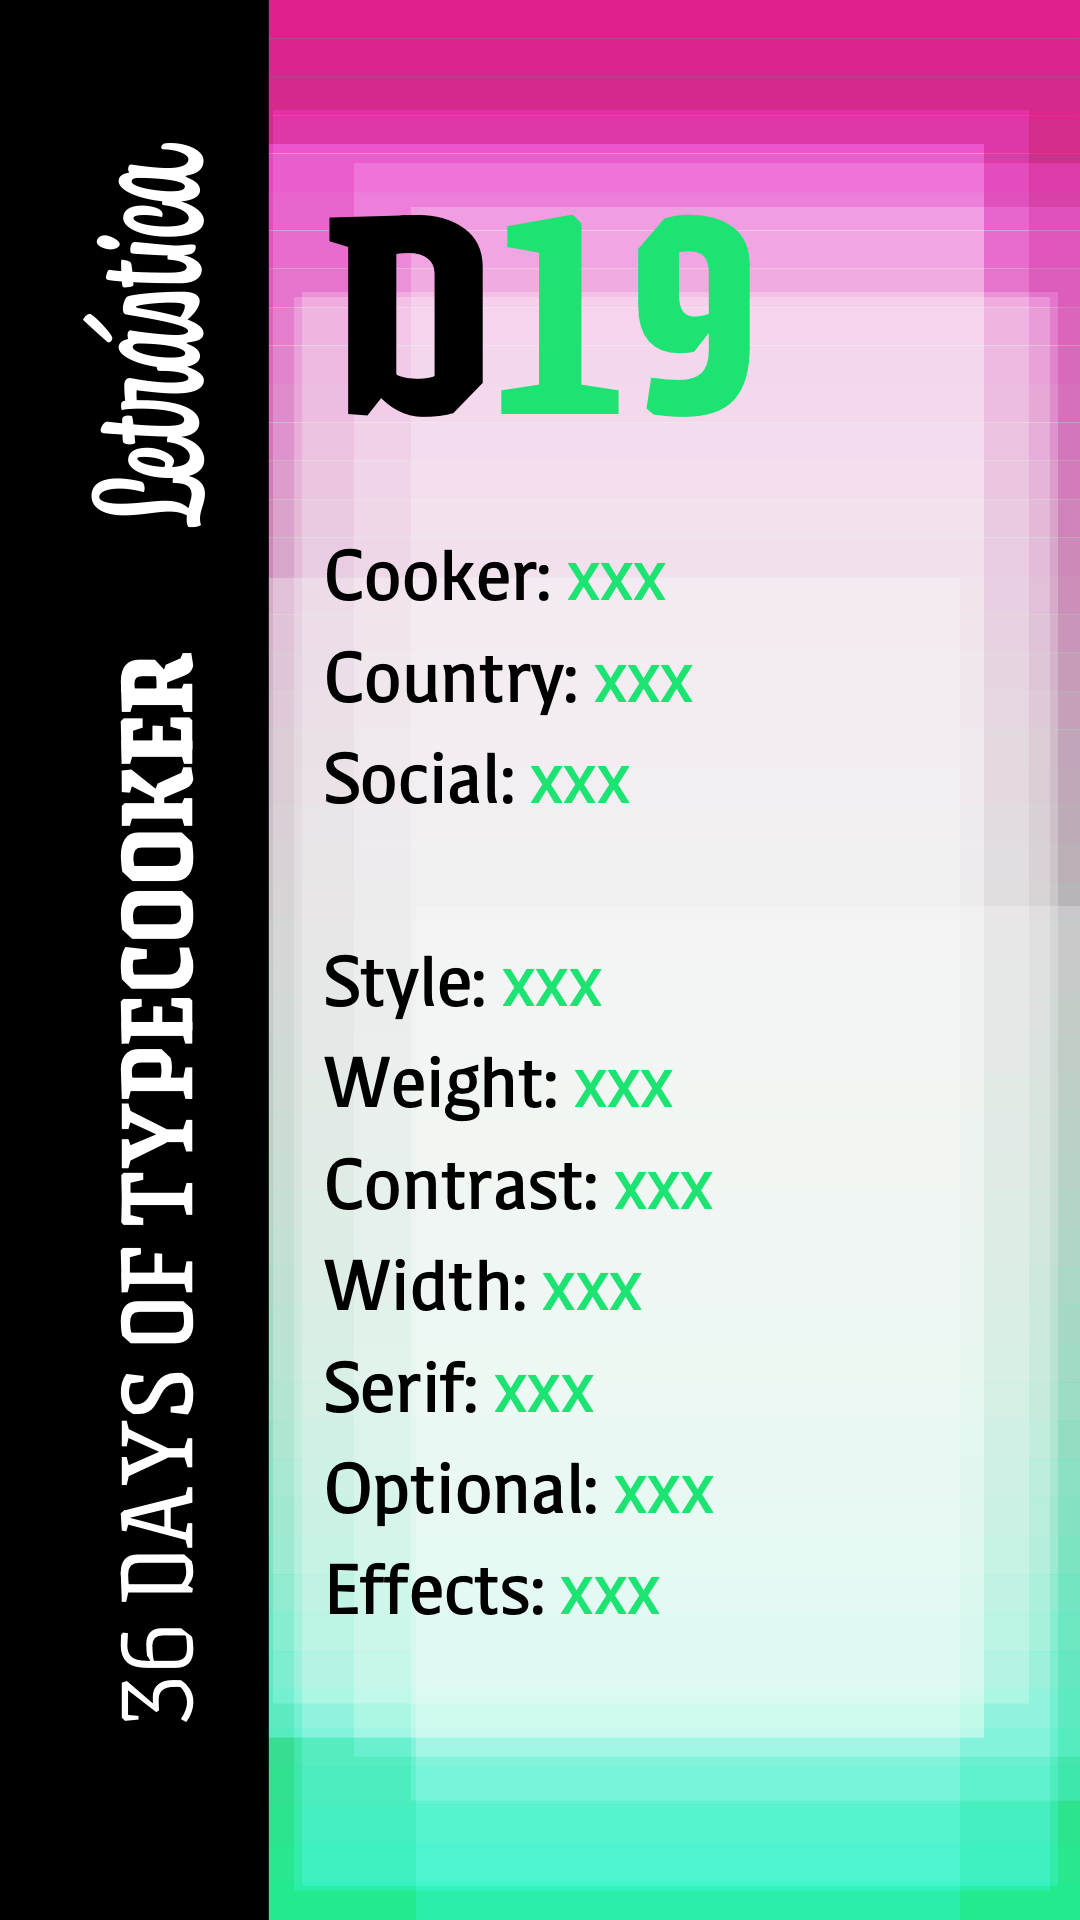 Letrástica
36 DAYS OF TYPECOOKER
D19
Cooker: xxx
Country: xxx
Social: xxx
Style: xxx
Weight: xxx
Contrast: xxx
Width: xxx
Serif: xxx
Optional: xxx
Effects: xxx